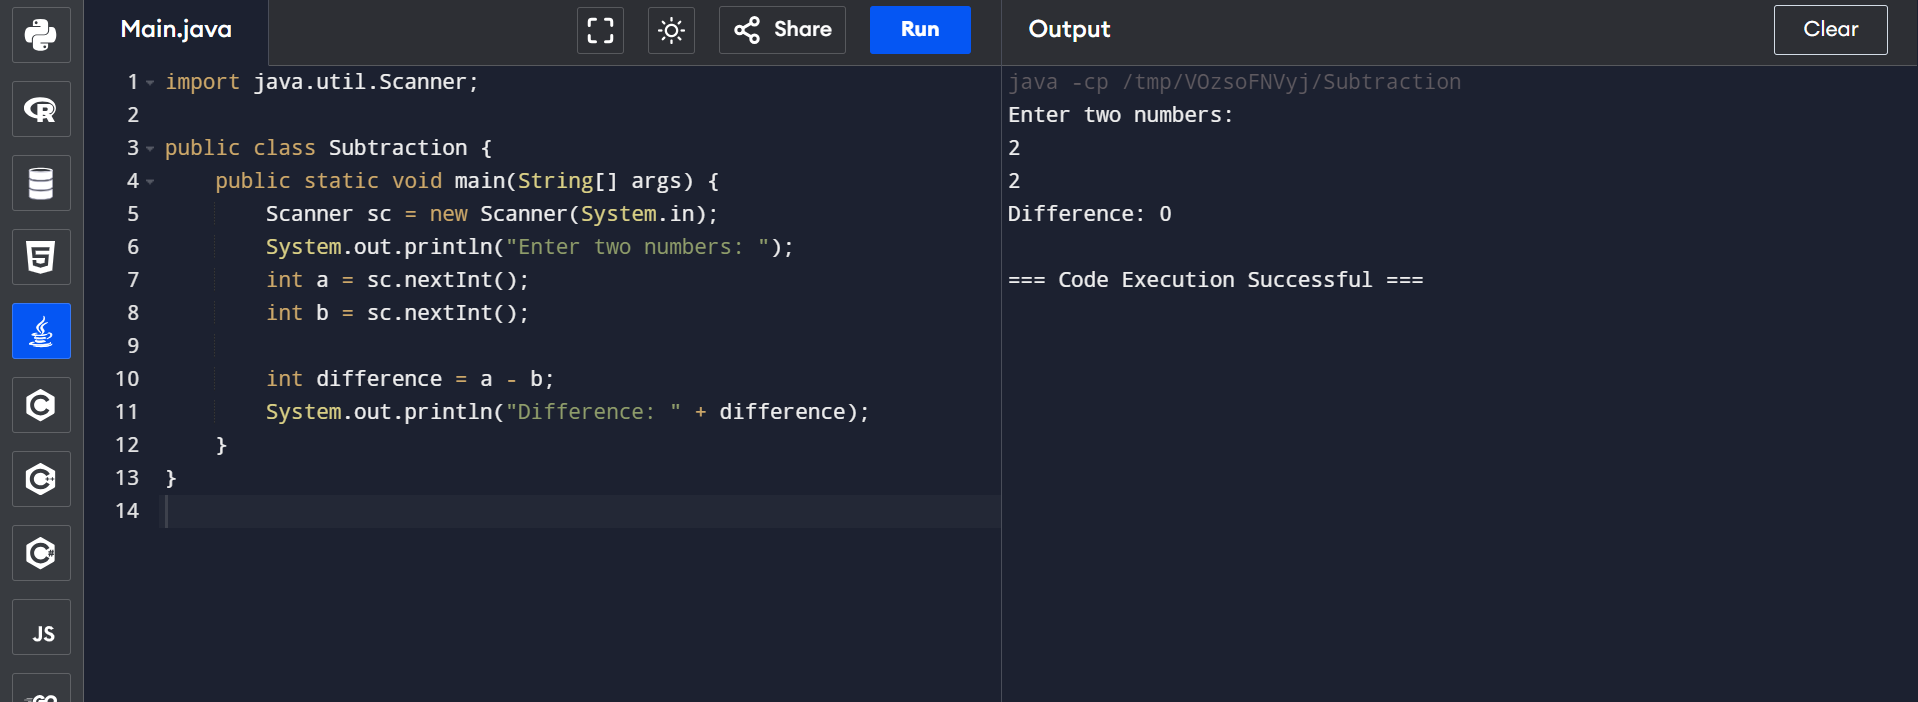 Main.java
Share
Run
Output
Clear
1 import java.util.Scanner;
2
3 public class Subtraction {
4     public static void main(String[] args) {
5         Scanner sc = new Scanner(System.in);
6         System.out.println("Enter two numbers: ");
7         int a = sc.nextInt();
8         int b = sc.nextInt();
9
10         int difference = a - b;
11         System.out.println("Difference: " + difference);
12     }
13 }
14
java -cp /tmp/VOzsoFNVyj/Subtraction
Enter two numbers:
2
2
Difference: 0
=== Code Execution Successful ===
R
5
C
C++
C#
JS
GO